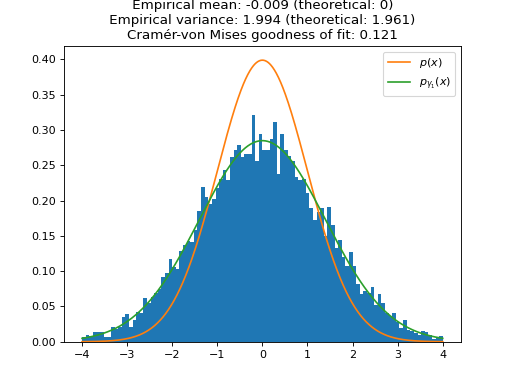 Empirical mean: -0.009 (theoretical: 0)
Empirical variance: 1.994 (theoretical: 1.961)
Cramér-von Mises goodness of fit: 0.121
p(x)
p_{γ_1}(x)
0.40
0.35
0.30
0.25
0.20
0.15
0.10
0.05
0.00
−4 −3 −2 −1 0 1 2 3 4